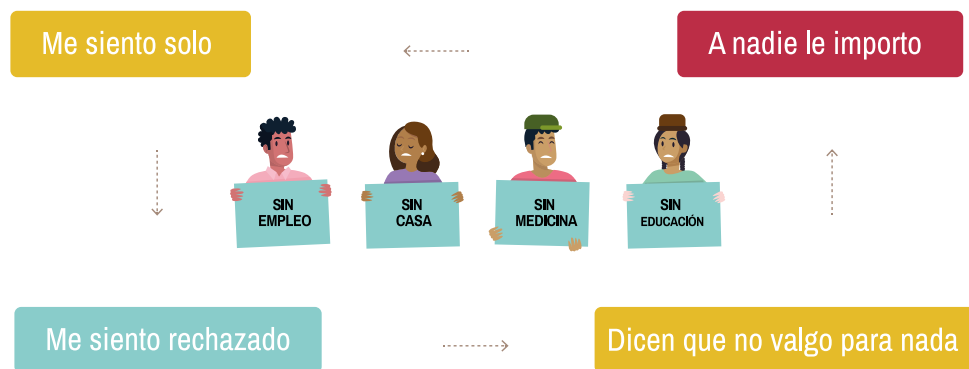 Me siento solo
A nadie le importo
SIN
EMPLEO
SIN
CASA
SIN
MEDICINA
SIN
EDUCACIÓN
Me siento rechazado
Dicen que no valgo para nada